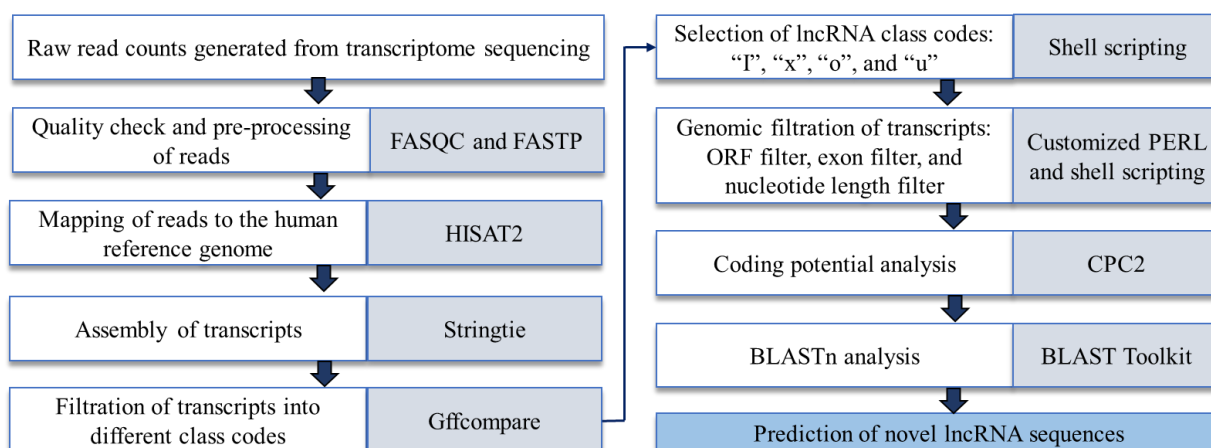 Raw read counts generated from transcriptome sequencing
Quality check and pre-processing
of reads
FASQC and FASTP
Mapping of reads to the human
reference genome
HISAT2
Assembly of transcripts
Stringtie
Filtration of transcripts into
different class codes
Gffcompare
Selection of lncRNA class codes:
“I”, “x”, “o”, and “u”
Shell scripting
Genomic filtration of transcripts:
ORF filter, exon filter, and
nucleotide length filter
Customized PERL
and shell scripting
Coding potential analysis
CPC2
BLASTn analysis
BLAST Toolkit
Prediction of novel lncRNA sequences